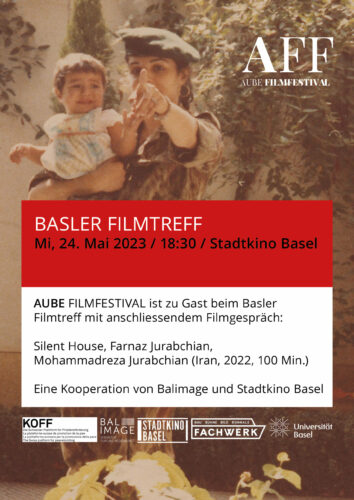 AFF
AUBE FILMFESTIVAL
BASLER FILMTREFF
Mi, 24. Mai 2023 / 18:30 / Stadtkino Basel
AUBE FILMFESTIVAL ist zu Gast beim Basler
Filmtreff mit anschliessendem Filmgespräch:
Silent House, Farnaz Jurabchian,
Mohammadreza Jurabchian (Iran, 2022, 100 Min.)
Eine Kooperation von Balimage und Stadtkino Basel
KOFF
BAL
IMAGE
STADTKINO
BASEL
FACHWERK
Universität
Basel